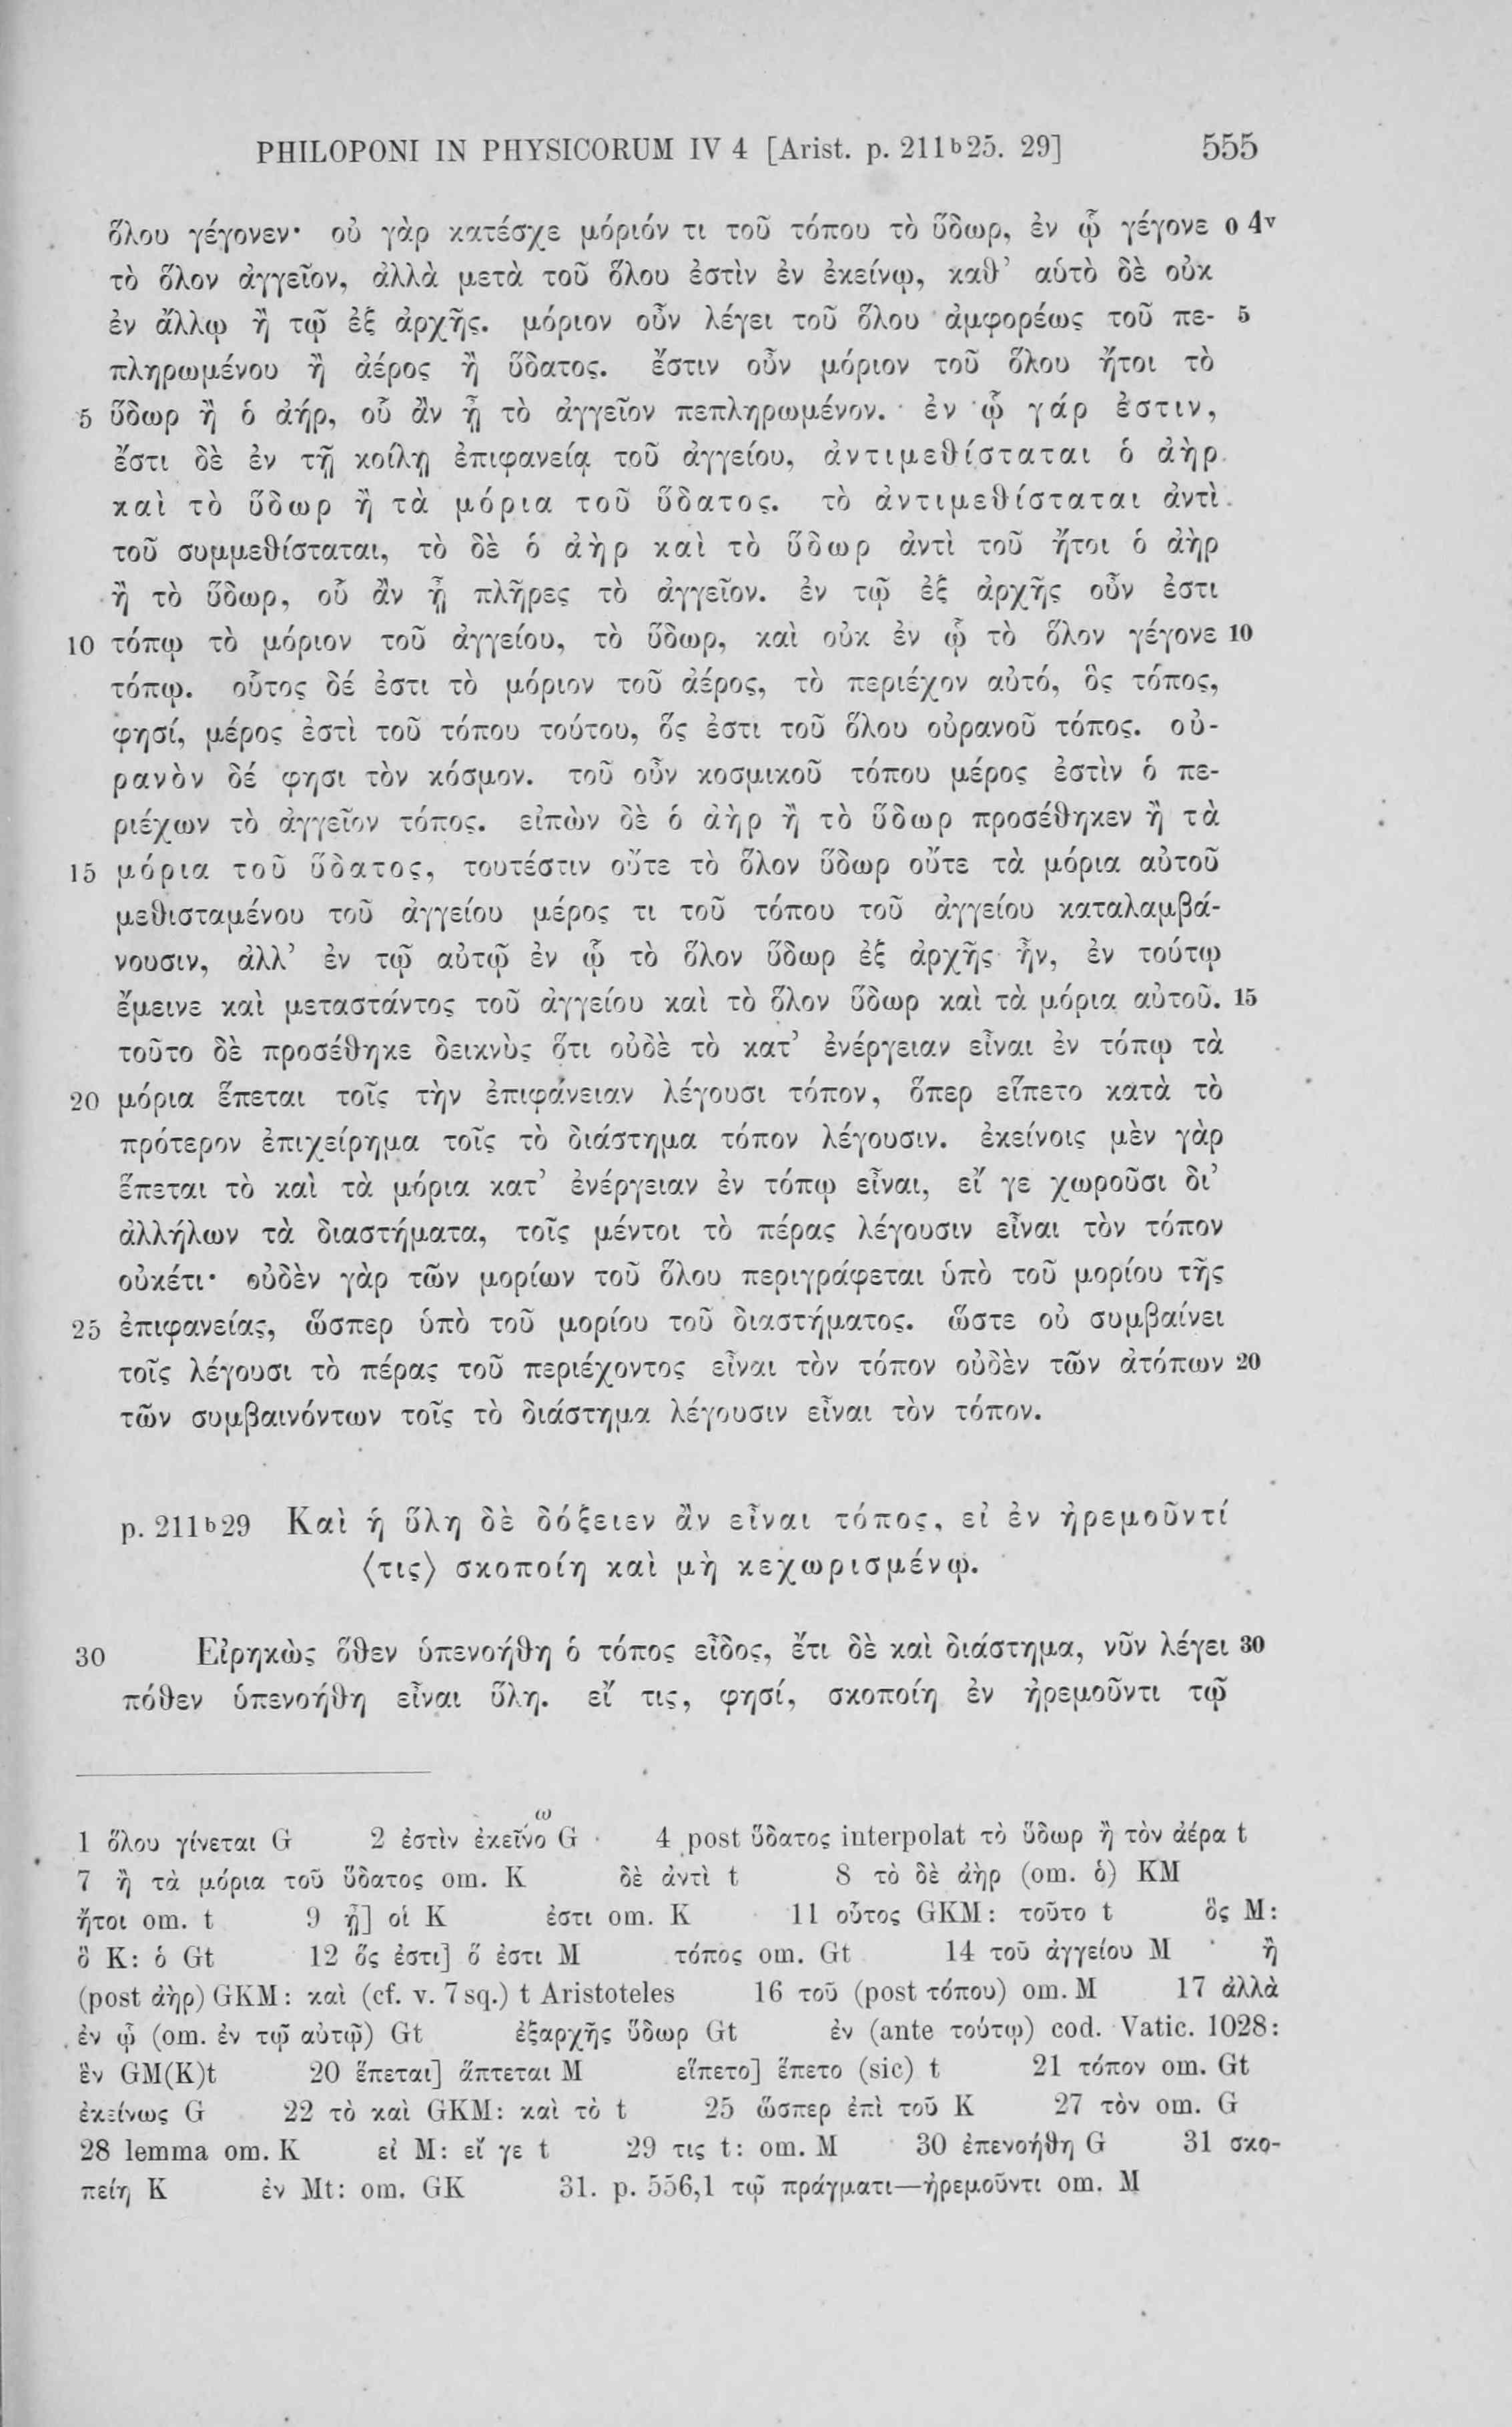 PHILOPONI IN PHYSICORUM IV 4 [Arist. p. 211b25. 29] 555
ὅλου γέγονεν· οὐ γὰρ κατέσχε μόριόν τι τοῦ τόπου τὸ ὕδωρ, ἐν ᾧ γέγονε ο 4v
τὸ ὅλον ἀγγεῖον, ἀλλὰ μετὰ τοῦ ὅλου ἐστὶν ἐν ἐκείνῳ, καθ’ αὑτὸ δὲ οὐκ
ἐν ἄλλῳ ἢ τῷ ἐξ ἀρχῆς. μόριον οὖν λέγει τοῦ ὅλου ἀμφορέως τοῦ πε- 5
πληρωμένου ἢ ἀέρος ἢ ὕδατος. ἔστιν οὖν μόριον τοῦ ὅλου ἤτοι τὸ
5 ὕδωρ ἢ ὁ ἀήρ, οὗ ἂν ᾖ τὸ ἀγγεῖον πεπληρωμένον. ἐν ᾧ γάρ ἐστιν,
ἔστι δὲ ἐν τῇ κοίλῃ ἐπιφανείᾳ τοῦ ἀγγείου, ἀντιμεθίσταται ὁ ἀὴρ
καὶ τὸ ὕδωρ ἢ τὰ μόρια τοῦ ὕδατος. τὸ ἀντιμεθίσταται ἀντὶ
τοῦ συμμεθίσταται, τὸ δὲ ὁ ἀὴρ καὶ τὸ ὕδωρ ἀντὶ τοῦ ἤτοι ὁ ἀὴρ
ἢ τὸ ὕδωρ, οὗ ἂν ᾖ πλῆρες τὸ ἀγγεῖον. ἐν τῷ ἐξ ἀρχῆς οὖν ἐστι
10 τόπῳ τὸ μόριον τοῦ ἀγγείου, τὸ ὕδωρ, καὶ οὐκ ἐν ᾧ τὸ ὅλον γέγονε 10
τόπῳ. οὗτος δέ ἐστι τὸ μόριον τοῦ ἀέρος, τὸ περιέχον αὐτό, ὃς τόπος,
φησί, μέρος ἐστὶ τοῦ τόπου τούτου, ὅς ἐστι τοῦ ὅλου οὐρανοῦ τόπος. οὐ-
ρανὸν δέ φησι τὸν κόσμον. τοῦ οὖν κοσμικοῦ τόπου μέρος ἐστὶν ὁ πε-
ριέχων τὸ ἀγγεῖον τόπος. εἰπὼν δὲ ὁ ἀὴρ ἢ τὸ ὕδωρ προσέθηκεν ἢ τὰ
15 μόρια τοῦ ὕδατος, τουτέστιν οὔτε τὸ ὅλον ὕδωρ οὔτε τὰ μόρια αὐτοῦ
μεθισταμένου τοῦ ἀγγείου μέρος τι τοῦ τόπου τοῦ ἀγγείου καταλαμβά-
νουσιν, ἀλλ’ ἐν τῷ αὐτῷ ἐν ᾧ τὸ ὅλον ὕδωρ ἐξ ἀρχῆς ἦν, ἐν τούτῳ
ἔμεινε καὶ μεταστάντος τοῦ ἀγγείου καὶ τὸ ὅλον ὕδωρ καὶ τὰ μόρια αὐτοῦ. 15
τοῦτο δὲ προσέθηκε δεικνὺς ὅτι οὐδὲ τὸ κατ’ ἐνέργειαν εἶναι ἐν τόπῳ τὰ
20 μόρια ἕπεται τοῖς τὴν ἐπιφάνειαν λέγουσι τόπον, ὅπερ εἵπετο κατὰ τὸ
πρότερον ἐπιχείρημα τοῖς τὸ διάστημα τόπον λέγουσιν. ἐκείνοις μὲν γὰρ
ἕπεται τὸ καὶ τὰ μόρια κατ’ ἐνέργειαν ἐν τόπῳ εἶναι, εἴ γε χωροῦσι δι’
ἀλλήλων τὰ διαστήματα, τοῖς μέντοι τὸ πέρας λέγουσιν εἶναι τὸν τόπον
οὐκέτι· οὐδὲν γὰρ τῶν μορίων τοῦ ὅλου περιγράφεται ὑπὸ τοῦ μορίου τῆς
25 ἐπιφανείας, ὥσπερ ὑπὸ τοῦ μορίου τοῦ διαστήματος. ὥστε οὐ συμβαίνει
τοῖς λέγουσι τὸ πέρας τοῦ περιέχοντος εἶναι τὸν τόπον οὐδὲν τῶν ἀτόπων 20
τῶν συμβαινόντων τοῖς τὸ διάστημα λέγουσιν εἶναι τὸν τόπον.
p. 211b29 Καὶ ἡ ὕλη δὲ δόξειεν ἂν εἶναι τόπος, εἰ ἐν ἠρεμοῦντί
⟨τις⟩ σκοποίη καὶ μὴ κεχωρισμένῳ.
30 Εἰρηκὼς ὅθεν ὑπενοήθη ὁ τόπος εἶδος, ἔτι δὲ καὶ διάστημα, νῦν λέγει 30
πόθεν ὑπενοήθη εἶναι ὕλη. εἴ τις, φησί, σκοποίη ἐν ἠρεμοῦντι τῷ
1 ὅλου γίνεται G 2 ἐστὶν ἐκεῖνο ω G 4 post ὕδατος interpolat τὸ ὕδωρ ἢ τὸν ἀέρα t
7 ἢ τὰ μόρια τοῦ ὕδατος om. K δὲ ἀντὶ t 8 τὸ δὲ ἀὴρ (om. ὁ) KM
ἤτοι om. t 9 ᾖ] οἱ K ἐστι om. K 11 οὗτος GKM: τοῦτο t ὃς M:
ὃ K: ὁ Gt 12 ὅς ἐστι] ὅ ἐστι M τόπος om. Gt 14 τοῦ ἀγγείου M ἢ
(post ἀὴρ) GKM: καὶ (cf. v. 7 sq.) t Aristoteles 16 τοῦ (post τόπου) om. M 17 ἀλλὰ
ἐν ᾧ (om. ἐν τῷ αὐτῷ) Gt ἐξαρχῆς ὕδωρ Gt ἐν (ante τούτῳ) cod. Vatic. 1028:
ἓν GM(K)t 20 ἕπεται] ἅπτεται M εἵπετο] ἕπετο (sic) t 21 τόπον om. Gt
ἐκείνως G 22 τὸ καὶ GKM: καὶ τὸ t 25 ὥσπερ ἐπὶ τοῦ K 27 τὸν om. G
28 lemma om. K εἰ M: εἴ γε t 29 τις t: om. M 30 ἐπενοήθη G 31 σκο-
πείη K ἐν Mt: om. GK 31. p. 556,1 τῷ πράγματι—ἠρεμοῦντι om. M